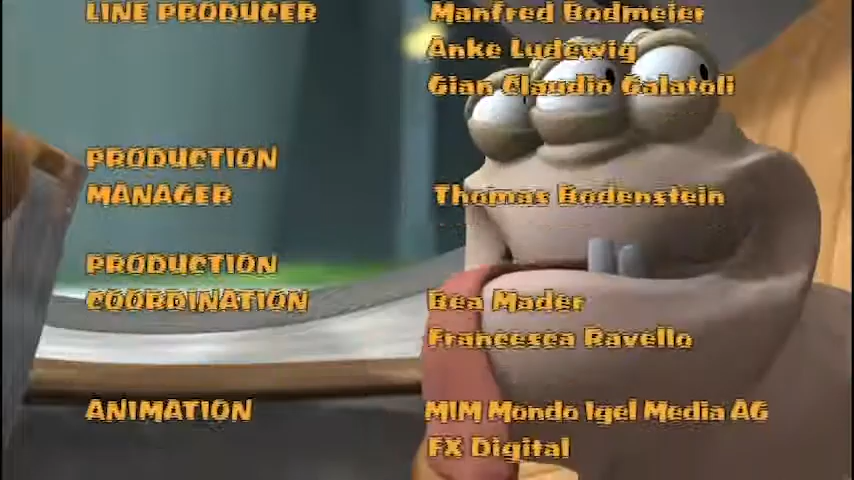 LINE PRODUCER Manfred Bodmeier
Anke Ludewig
Gian Claudio Galatoli
PRODUCTION
MANAGER Thomas Bodenstein
PRODUCTION
COORDINATION Bea Mader
Francesca Ravello
ANIMATION MIM Mondo Igel Media AG
FX Digital